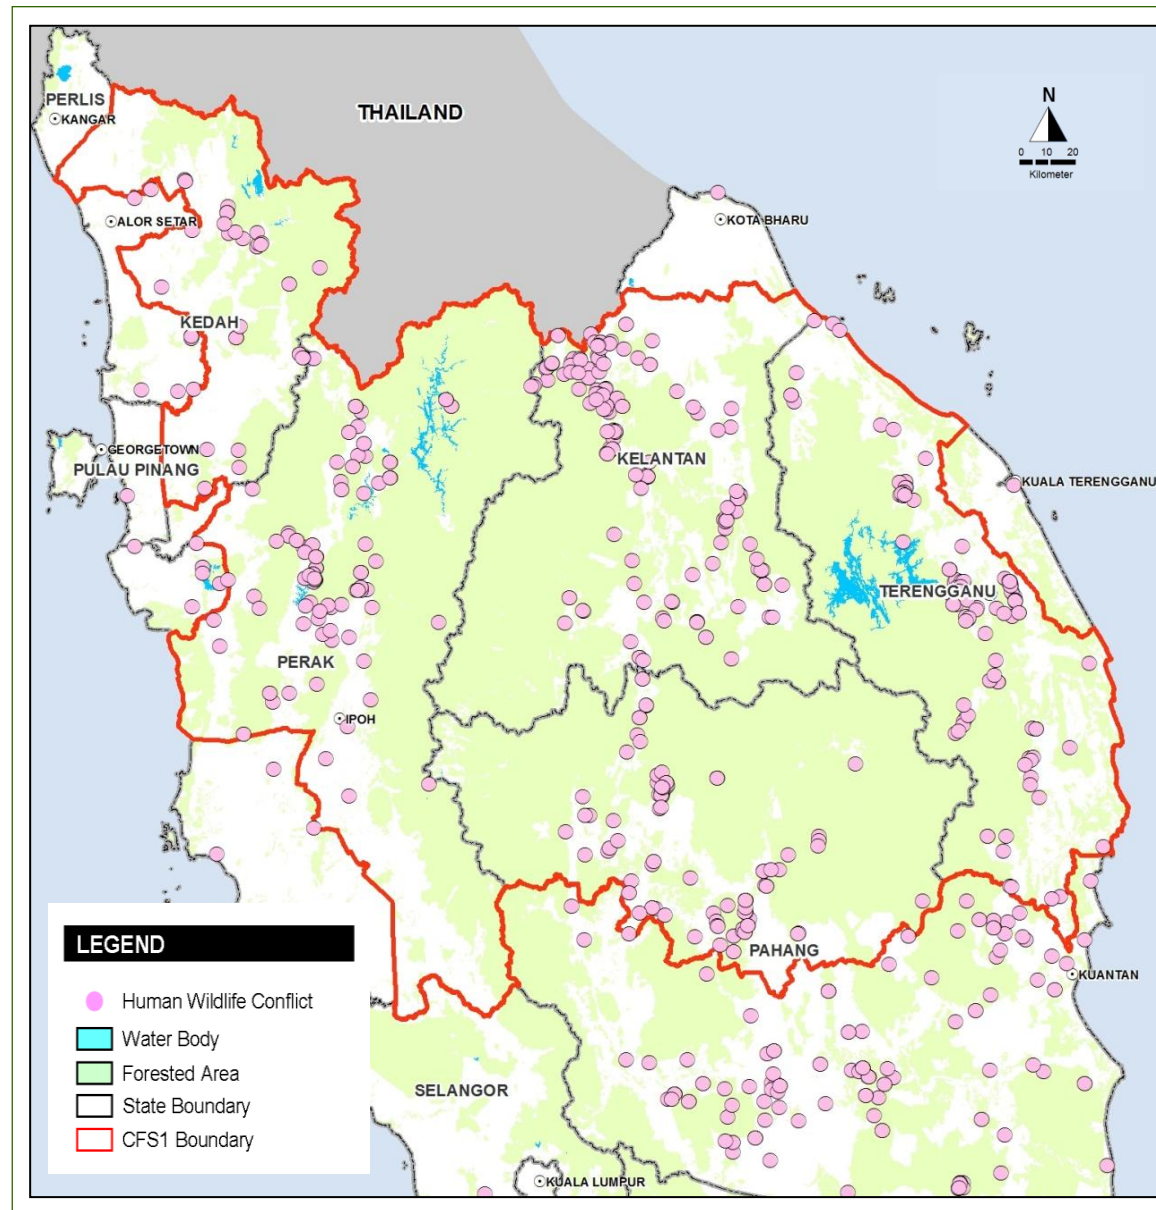 THAILAND
N
0 10 20
Kilometer
PERLIS
KANGAR
ALOR SETAR
KOTA BHARU
KEDAH
GEORGETOWN
PULAU PINANG
KELANTAN
KUALA TERENGGANU
TERENGGANU
PERAK
IPOH
PAHANG
KUANTAN
SELANGOR
KUALA LUMPUR
LEGEND
Human Wildlife Conflict
Water Body
Forested Area
State Boundary
CFS1 Boundary